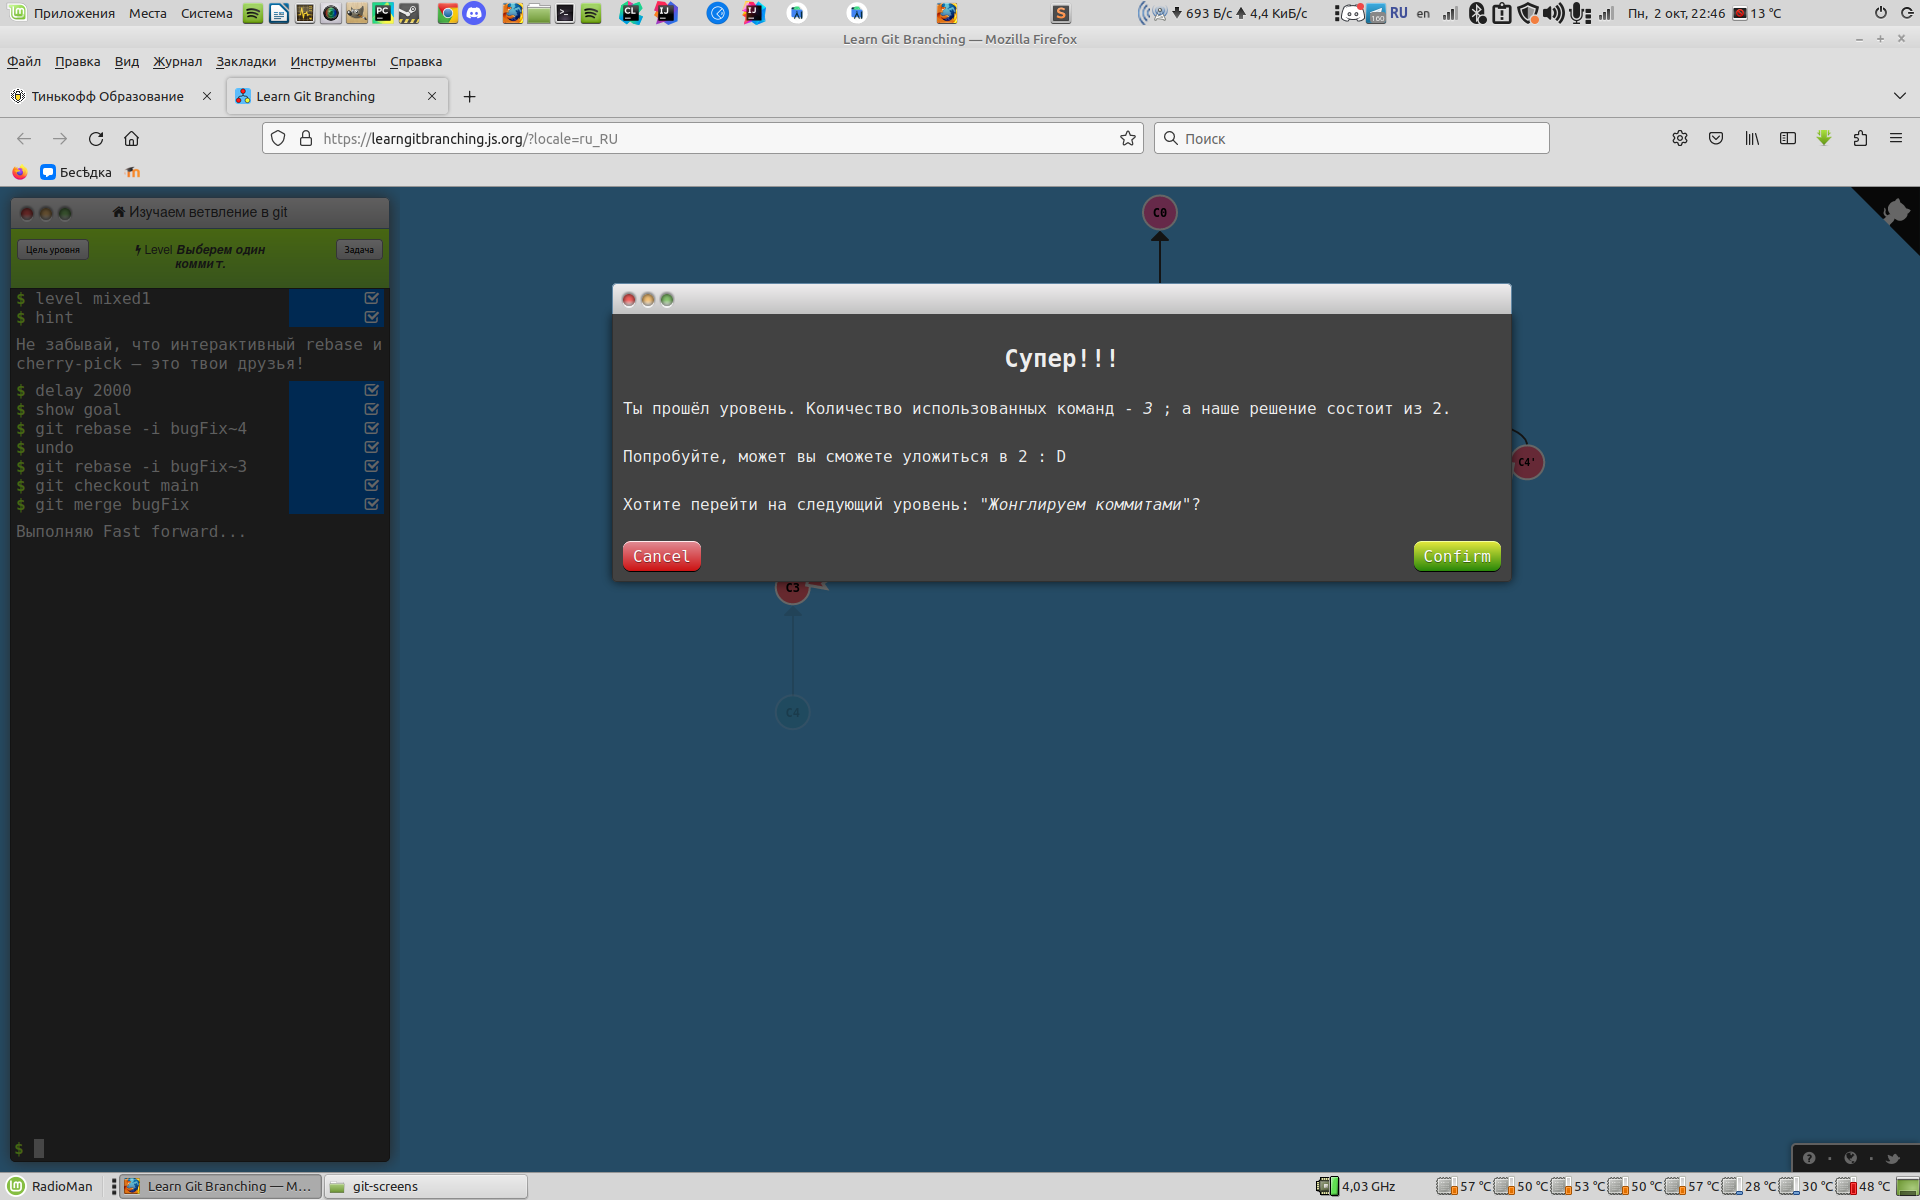 Приложения Места Система PC CL IJ AI AI S 693 Б/с 4,4 КиБ/с 160 RU en Пн, 2 окт, 22:46 13 °C
Learn Git Branching — Mozilla Firefox
Файл Правка Вид Журнал Закладки Инструменты Справка
Тинькофф Образование Learn Git Branching
https://learngitbranching.js.org/?locale=ru_RU Поиск
Бесѣдка
Изучаем ветвление в git
Цель уровня
Level Выберем один
коммит.
Задача
$ level mixed1
$ hint
Не забывай, что интерактивный rebase и
cherry-pick — это твои друзья!
$ delay 2000
$ show goal
$ git rebase -i bugFix~4
$ undo
$ git rebase -i bugFix~3
$ git checkout main
$ git merge bugFix
Выполняю Fast forward...
$
C0
Супер!!!
Ты прошёл уровень. Количество использованных команд - 3 ; а наше решение состоит из 2.
Попробуйте, может вы сможете уложиться в 2 : D
Хотите перейти на следующий уровень: "Жонглируем коммитами"?
Cancel Confirm
C4'
C3
C4
RadioMan Learn Git Branching — M... git-screens 4,03 GHz 57 °C 50 °C 53 °C 50 °C 57 °C 28 °C 30 °C 48 °C